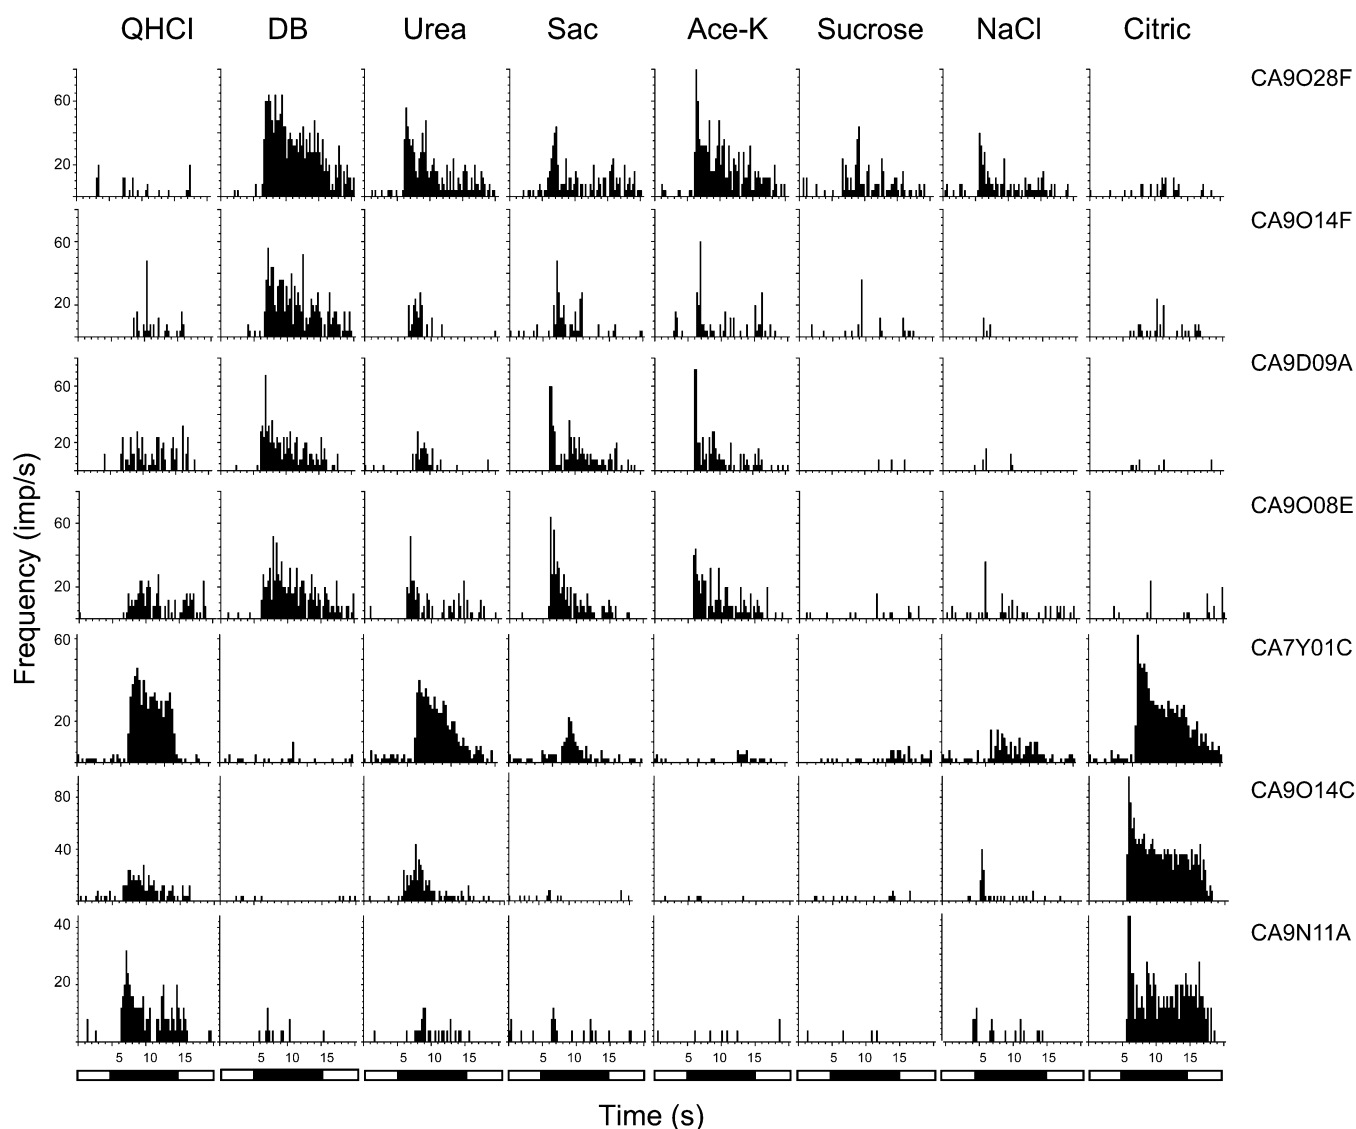 QHCl DB Urea Sac Ace-K Sucrose NaCl Citric
CA9O28F
60
20
CA9O14F
60
20
CA9D09A
60
20
CA9O08E
60
20
CA7Y01C
60
20
CA9O14C
80
40
CA9N11A
40
20
Frequency (imp/s)
5 10 15 5 10 15 5 10 15 5 10 15 5 10 15 5 10 15 5 10 15 5 10 15
Time (s)